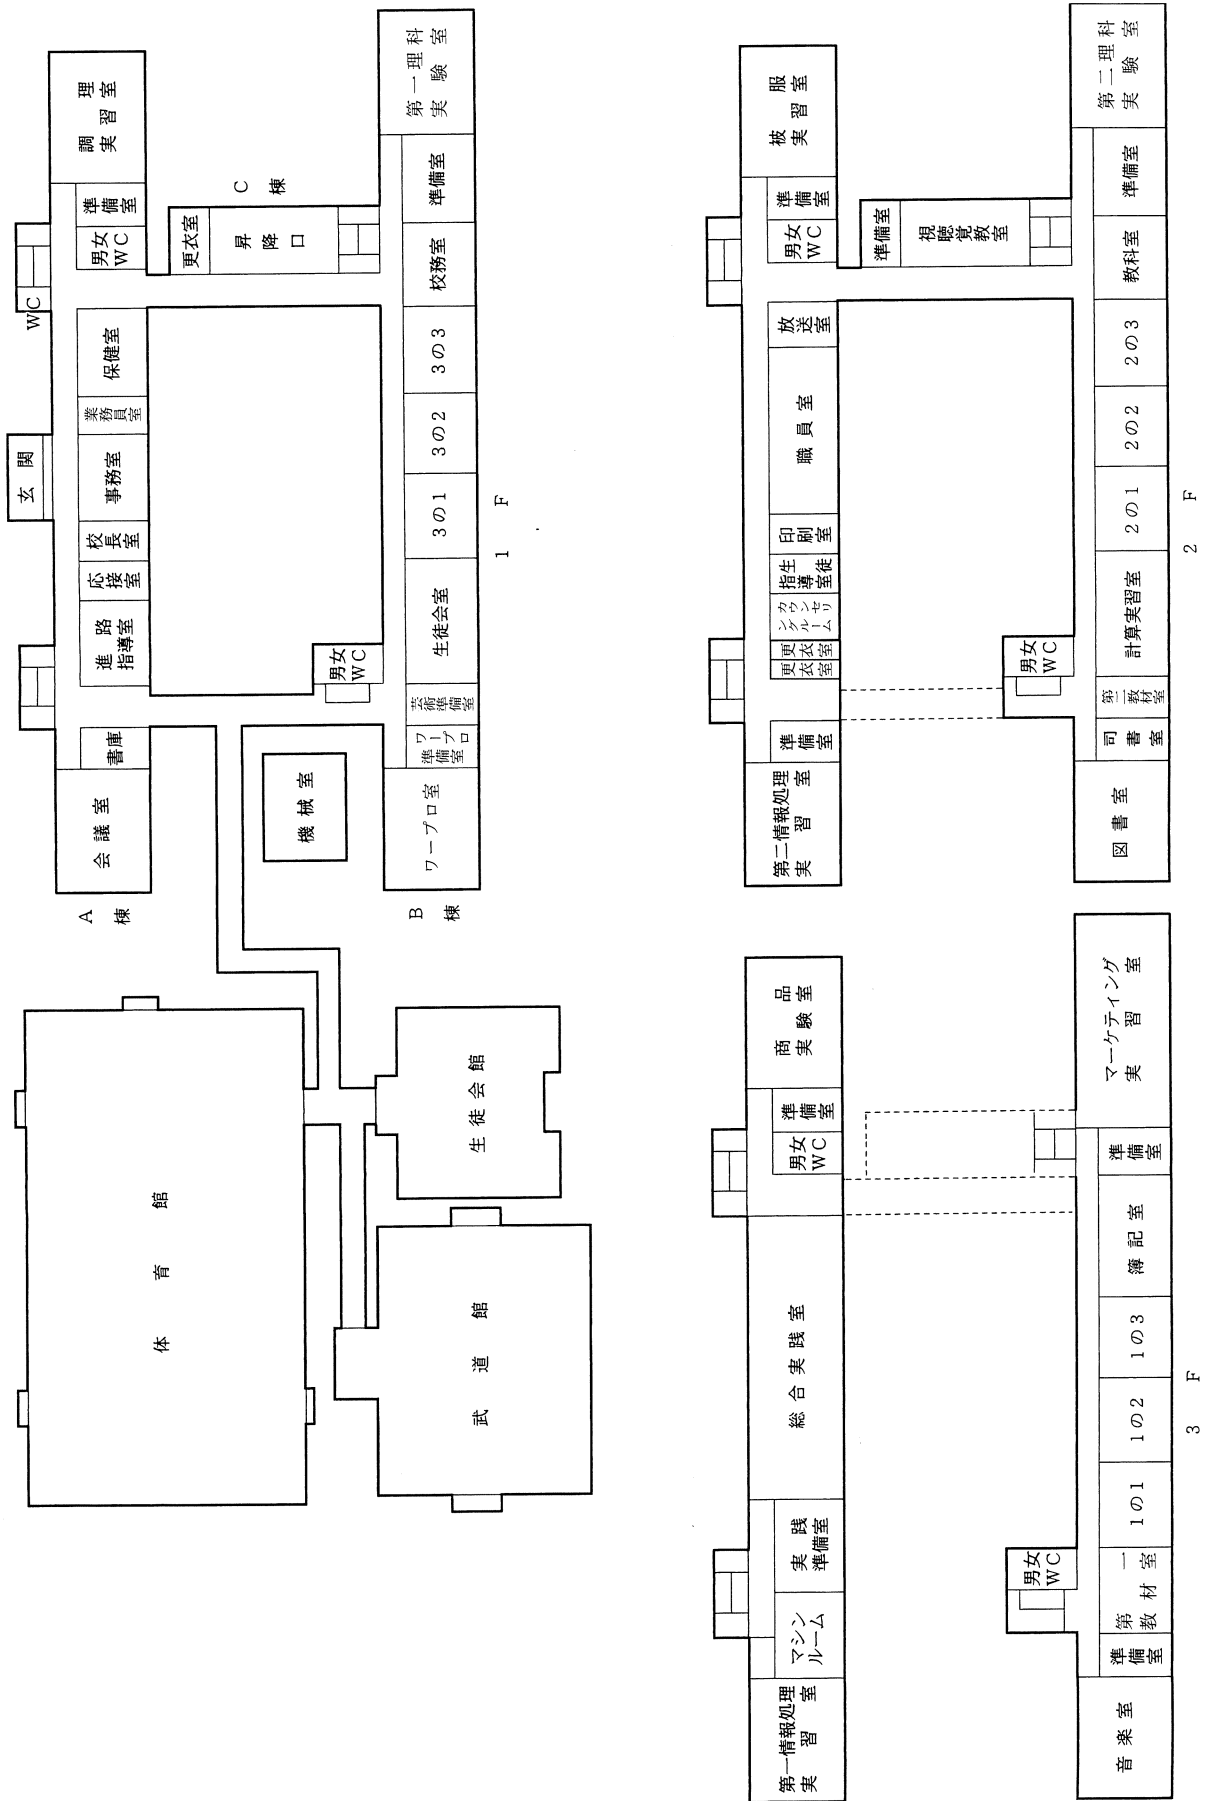 体育館
生徒会館
武道館
A棟
会議室
書庫
進路
指導室
応接室
校長室
事務室
業務員室
保健室
玄関
WC
男女
WC
準備室
調理
実習室
機械室
C棟
更衣室
昇降口
B棟
ワープロ室
ワープロ
準備室
芸術準備室
男女
WC
生徒会室
3の1
3の2
3の3
校務室
準備室
第一理科
実験室
1 F
第一情報処理
実習室
マシン
ルーム
実践
準備室
総合実践室
男女
WC
準備室
商品
実験室
音楽室
準備室
第一
教材室
男女
WC
1の1
1の2
1の3
簿記室
準備室
マーケティング
実習室
3 F
第二情報処理
実習室
準備室
更衣室
更衣室
カウンセリングルーム
生徒指導室
印刷室
職員室
放送室
男女
WC
準備室
被服
実習室
準備室
視聴覚教室
図書室
司書室
第二教材室
男女
WC
計算実習室
2の1
2の2
2の3
教科室
準備室
第二理科
実験室
2 F